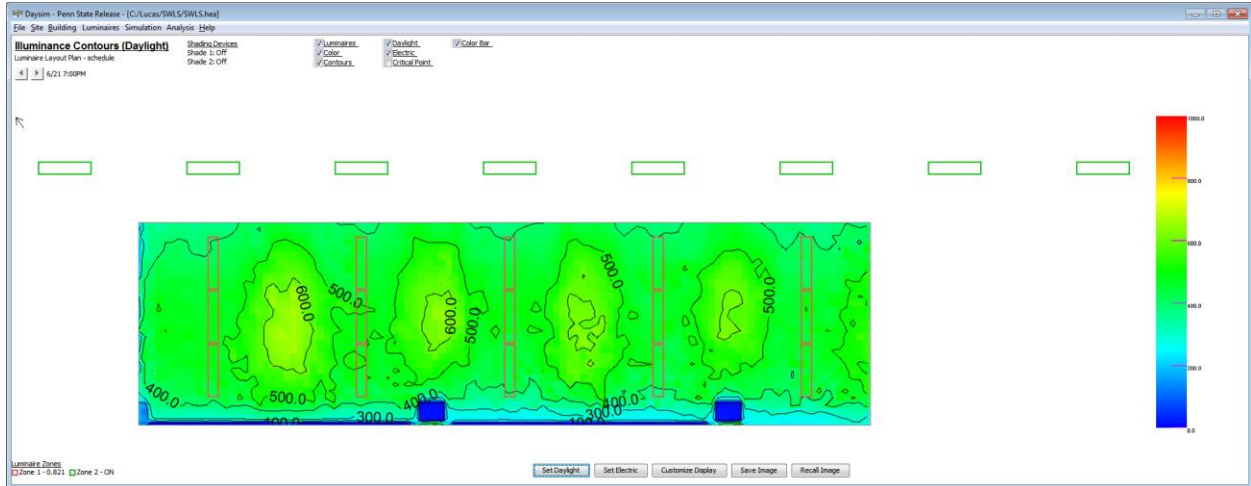 Daysim - Penn State Release - [C:/Lucas/SWLS/SWLS.hea]
File Site Building Luminaires Simulation Analysis Help
Illuminance Contours (Daylight)
Luminaire Layout Plan - schedule
6/21 7:00PM
Shading Devices
Shade 1: Off
Shade 2: Off
Luminaires
Color
Contours
Daylight
Electric
Critical Point
Color Bar
1000.0
800.0
600.0
400.0
200.0
0.0
500.0
600.0
500.0
600.0
500.0
500.0
400.0
500.0
400.0
400.0
300.0
300.0
100.0
100.0
Luminaire Zones
Zone 1 - 0.821 Zone 2 - ON
Set Daylight Set Electric Customize Display Save Image Recall Image